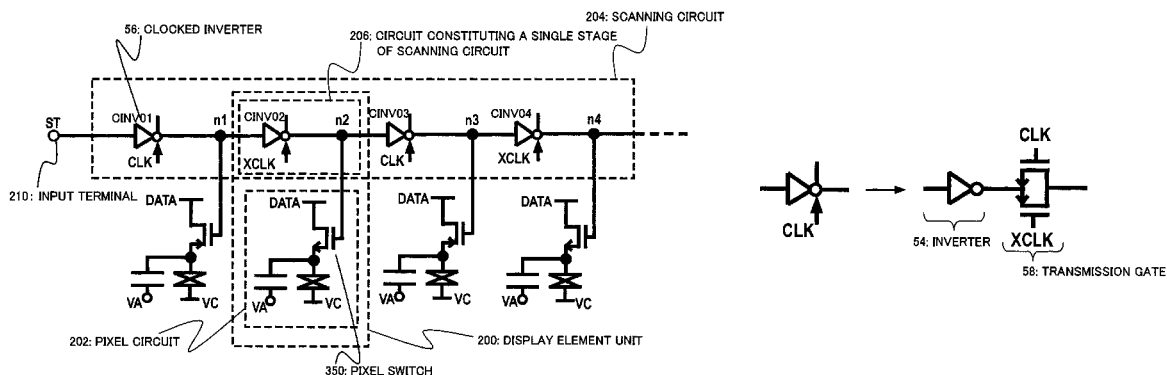 56: CLOCKED INVERTER
206: CIRCUIT CONSTITUTING A SINGLE STAGE
OF SCANNING CIRCUIT
204: SCANNING CIRCUIT
ST
CINV01
n1
CINV02
n2
CINV03
n3
CINV04
n4
CLK
XCLK
CLK
XCLK
210: INPUT TERMINAL
DATA
DATA
DATA
DATA
VA
VC
VA
VC
VA
VC
VA
VC
202: PIXEL CIRCUIT
200: DISPLAY ELEMENT UNIT
350: PIXEL SWITCH
CLK
CLK
54: INVERTER
XCLK
58: TRANSMISSION GATE